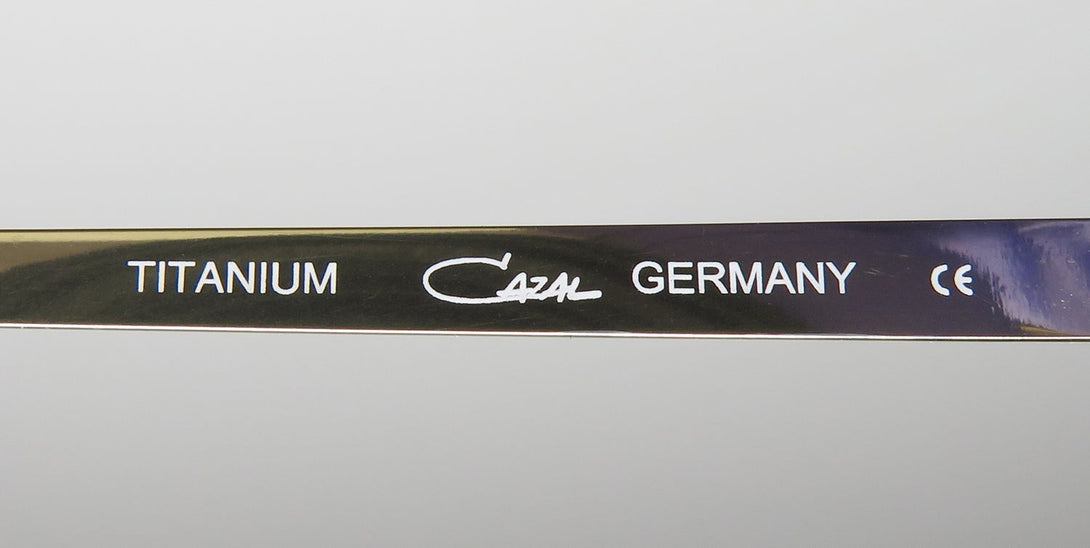 TITANIUM CAZAL GERMANY CE